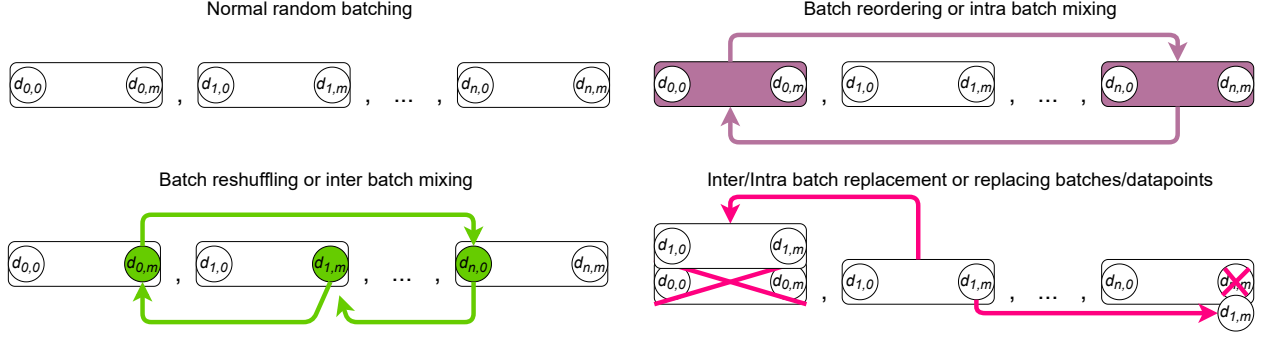 Normal random batching
d0,0 d0,m , d1,0 d1,m , ... , dn,0 dn,m
Batch reordering or intra batch mixing
d0,0 d0,m , d1,0 d1,m , ... , dn,0 dn,m
Batch reshuffling or inter batch mixing
d0,0 d0,m , d1,0 d1,m , ... , dn,0 dn,m
Inter/Intra batch replacement or replacing batches/datapoints
d1,0 d1,m
d0,0 d0,m , d1,0 d1,m , ... , dn,0 dn,m
d1,m